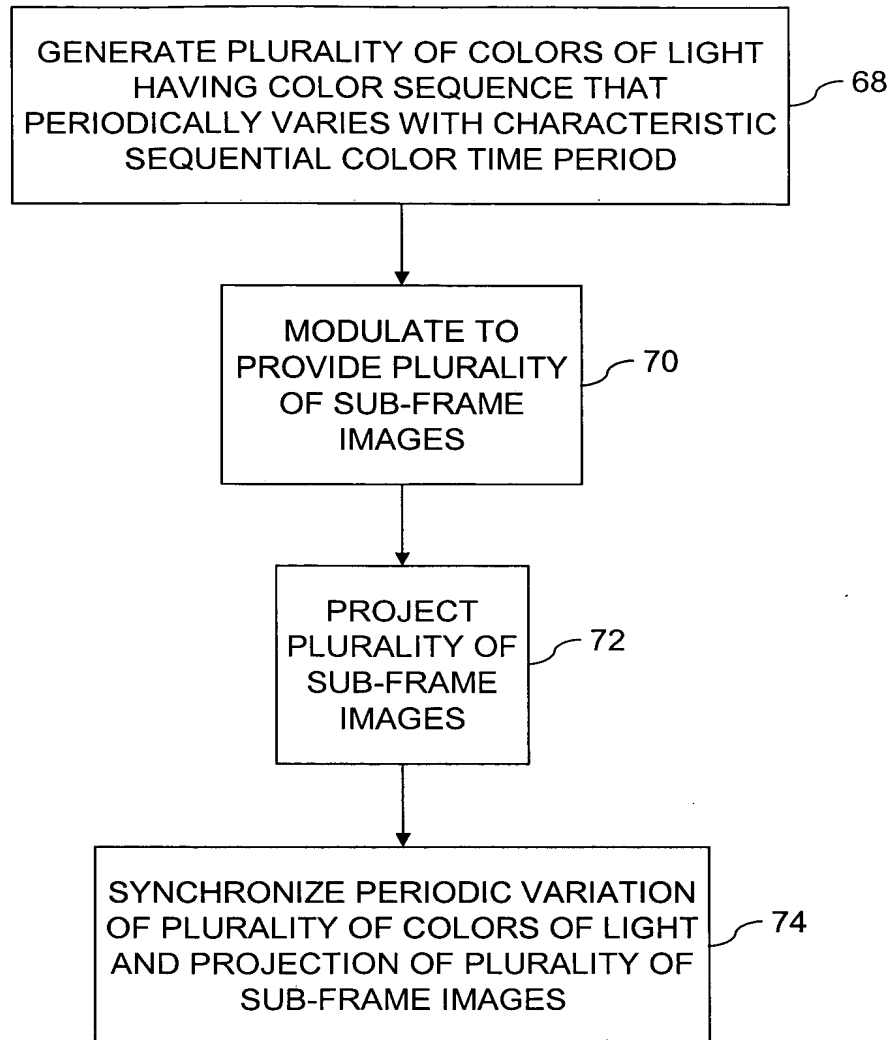 GENERATE PLURALITY OF COLORS OF LIGHT
HAVING COLOR SEQUENCE THAT
PERIODICALLY VARIES WITH CHARACTERISTIC
SEQUENTIAL COLOR TIME PERIOD
68
MODULATE TO
PROVIDE PLURALITY
OF SUB-FRAME
IMAGES
70
PROJECT
PLURALITY OF
SUB-FRAME
IMAGES
72
SYNCHRONIZE PERIODIC VARIATION
OF PLURALITY OF COLORS OF LIGHT
AND PROJECTION OF PLURALITY OF
SUB-FRAME IMAGES
74